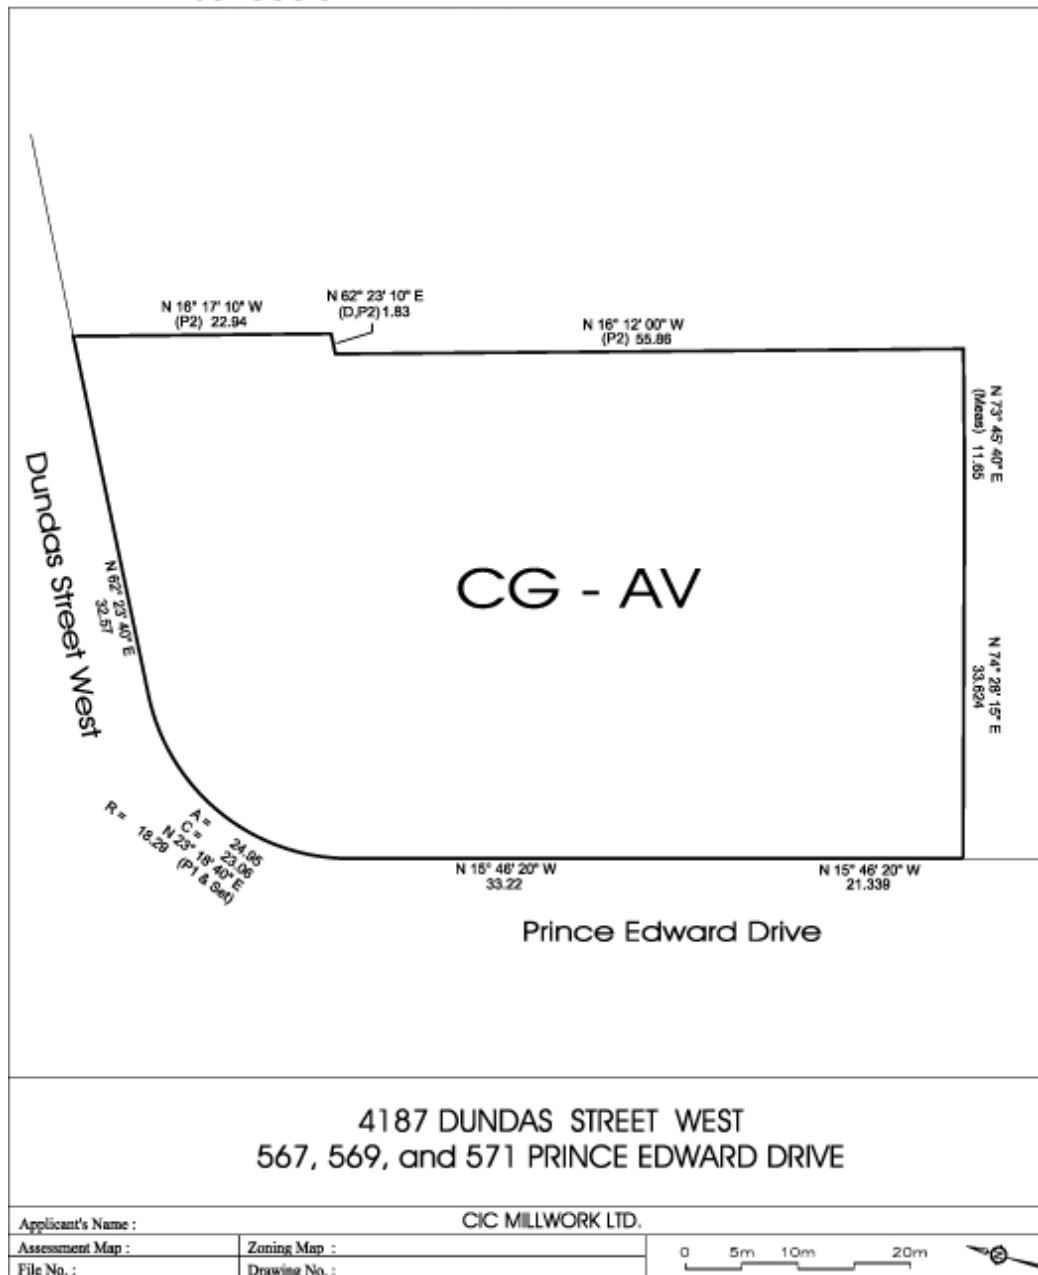 N 16° 17' 10" W
(P2) 22.94
N 62° 23' 10" E
(D,P2) 1.83
N 16° 12' 00" W
(P2) 55.86
N 73° 45' 40" E
(Meas) 11.65
Dundas Street West
N 62° 23' 40" E
32.57
CG - AV
N 74° 28' 15" E
33.624
A = 24.95
C = 23.06
N 23° 18' 40" E
R = 18.29 (P1 & Set)
N 15° 46' 20" W
33.22
N 15° 46' 20" W
21.339
Prince Edward Drive
4187 DUNDAS STREET WEST
567, 569, and 571 PRINCE EDWARD DRIVE
Applicant's Name : CIC MILLWORK LTD.
Assessment Map : Zoning Map :
File No. : Drawing No. :
0 5m 10m 20m